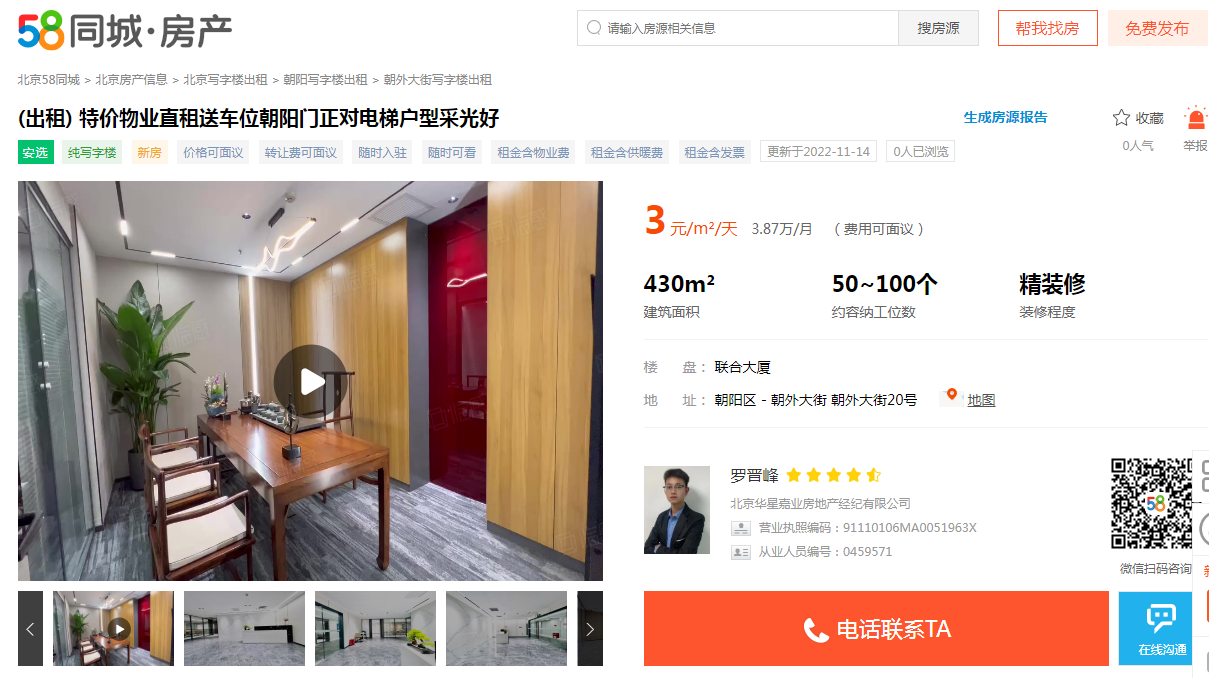 58同城·房产
请输入房源相关信息
搜房源
帮我找房
免费发布
北京58同城 > 北京房产信息 > 北京写字楼出租 > 朝阳写字楼出租 > 朝外大街写字楼出租
(出租) 特价物业直租送车位朝阳门正对电梯户型采光好
生成房源报告
收藏
0人气
举报
安选 纯写字楼 新房 价格可面议 转让费可面议 随时入驻 随时可看 租金含物业费 租金含供暖费 租金含发票 更新于2022-11-14 0人已浏览
3 元/m²/天 3.87万/月 （ 费用可面议 ）
430m² 50~100个 精装修
建筑面积 约容纳工位数 装修程度
楼 盘： 联合大厦
地 址： 朝阳区 - 朝外大街 朝外大街20号 地图
罗晋峰
北京华星嘉业房地产经纪有限公司
营业执照编码：91110106MA0051963X
从业人员编号：0459571
58
微信扫码咨询
电话联系TA
在线沟通